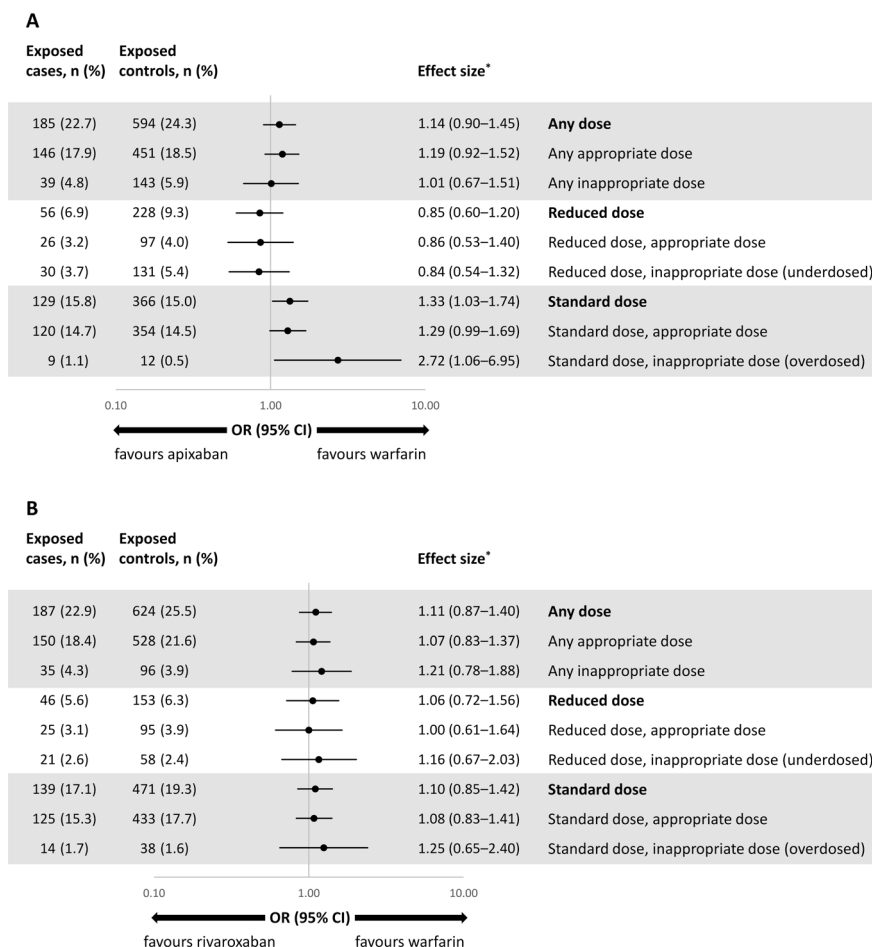 A
Exposed Exposed
cases, n (%) controls, n (%) Effect size*
185 (22.7) 594 (24.3) 1.14 (0.90–1.45) Any dose
146 (17.9) 451 (18.5) 1.19 (0.92–1.52) Any appropriate dose
39 (4.8) 143 (5.9) 1.01 (0.67–1.51) Any inappropriate dose
56 (6.9) 228 (9.3) 0.85 (0.60–1.20) Reduced dose
26 (3.2) 97 (4.0) 0.86 (0.53–1.40) Reduced dose, appropriate dose
30 (3.7) 131 (5.4) 0.84 (0.54–1.32) Reduced dose, inappropriate dose (underdosed)
129 (15.8) 366 (15.0) 1.33 (1.03–1.74) Standard dose
120 (14.7) 354 (14.5) 1.29 (0.99–1.69) Standard dose, appropriate dose
9 (1.1) 12 (0.5) 2.72 (1.06–6.95) Standard dose, inappropriate dose (overdosed)
0.10 1.00 10.00
OR (95% CI)
favours apixaban favours warfarin
B
Exposed Exposed
cases, n (%) controls, n (%) Effect size*
187 (22.9) 624 (25.5) 1.11 (0.87–1.40) Any dose
150 (18.4) 528 (21.6) 1.07 (0.83–1.37) Any appropriate dose
35 (4.3) 96 (3.9) 1.21 (0.78–1.88) Any inappropriate dose
46 (5.6) 153 (6.3) 1.06 (0.72–1.56) Reduced dose
25 (3.1) 95 (3.9) 1.00 (0.61–1.64) Reduced dose, appropriate dose
21 (2.6) 58 (2.4) 1.16 (0.67–2.03) Reduced dose, inappropriate dose (underdosed)
139 (17.1) 471 (19.3) 1.10 (0.85–1.42) Standard dose
125 (15.3) 433 (17.7) 1.08 (0.83–1.41) Standard dose, appropriate dose
14 (1.7) 38 (1.6) 1.25 (0.65–2.40) Standard dose, inappropriate dose (overdosed)
0.10 1.00 10.00
OR (95% CI)
favours rivaroxaban favours warfarin